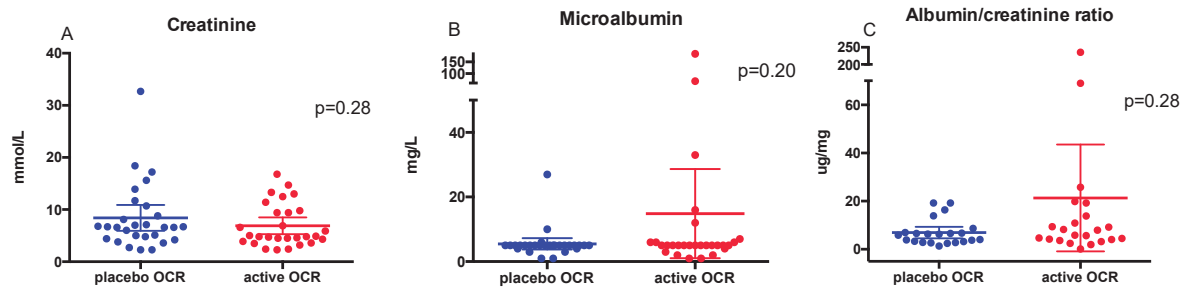 A
Creatinine
40
30
20
10
0
mmol/L
p=0.28
placebo OCR
active OCR
B
Microalbumin
150
100
40
20
0
mg/L
p=0.20
placebo OCR
active OCR
C
Albumin/creatinine ratio
250
200
60
40
20
0
ug/mg
p=0.28
placebo OCR
active OCR